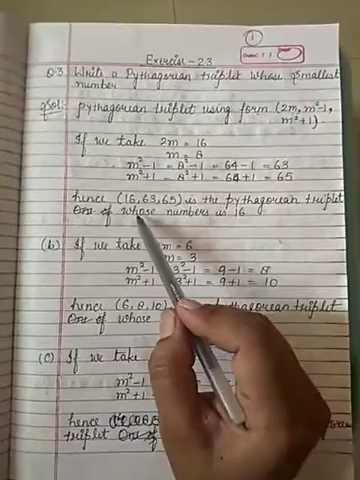 1
Exercise - 2.3
Q.3 Write a Pythagorian triplet whose smallest
number
Sol: pythagorean triplet using form (2m, m²-1,
m²+1).
If we take 2m = 16
m = 8
m²-1 = 8²-1 = 64-1 = 63
m²+1 = 8²+1 = 64+1 = 65
hence (16,63,65) is the pythagorean triplet
One of whose numbers is 16
(b) If we take m = 6
m = 3
m²-1 3²-1 = 9-1 = 8
m²+1 3²+1 = 9+1 = 10
hence (6,8,10) triplet
One of whose
(c) If we take
m²-1
m²+1
hence
triplet One of